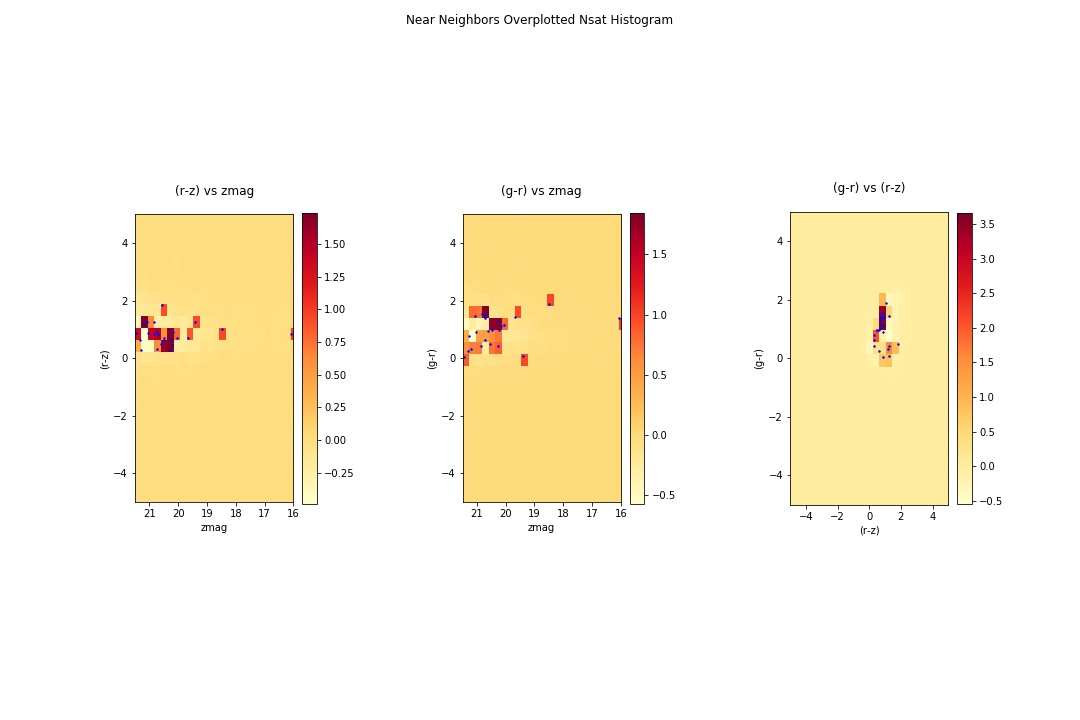 Near Neighbors Overplotted Nsat Histogram
(r-z) vs zmag
4
2
0
−2
−4
(r-z)
21 20 19 18 17 16
zmag
1.50
1.25
1.00
0.75
0.50
0.25
0.00
−0.25
(g-r) vs zmag
4
2
0
−2
−4
(g-r)
21 20 19 18 17 16
zmag
1.5
1.0
0.5
0.0
−0.5
(g-r) vs (r-z)
4
2
0
−2
−4
(g-r)
−4 −2 0 2 4
(r-z)
3.5
3.0
2.5
2.0
1.5
1.0
0.5
0.0
−0.5